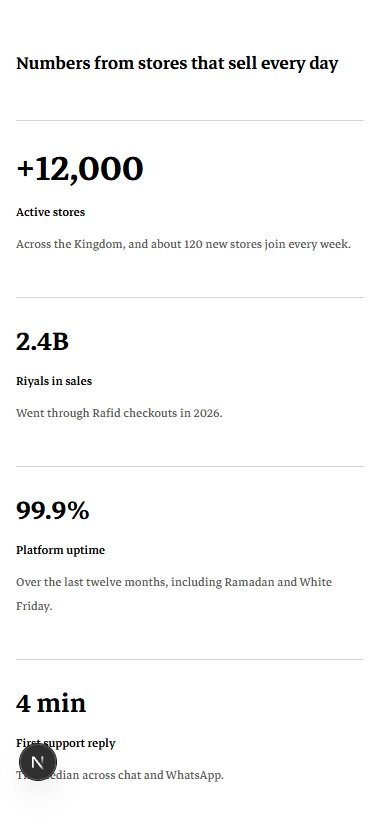 Numbers from stores that sell every day
+12,000
Active stores
Across the Kingdom, and about 120 new stores join every week.
2.4B
Riyals in sales
Went through Rafid checkouts in 2026.
99.9%
Platform uptime
Over the last twelve months, including Ramadan and White
Friday.
4 min
First support reply
N
median across chat and WhatsApp.